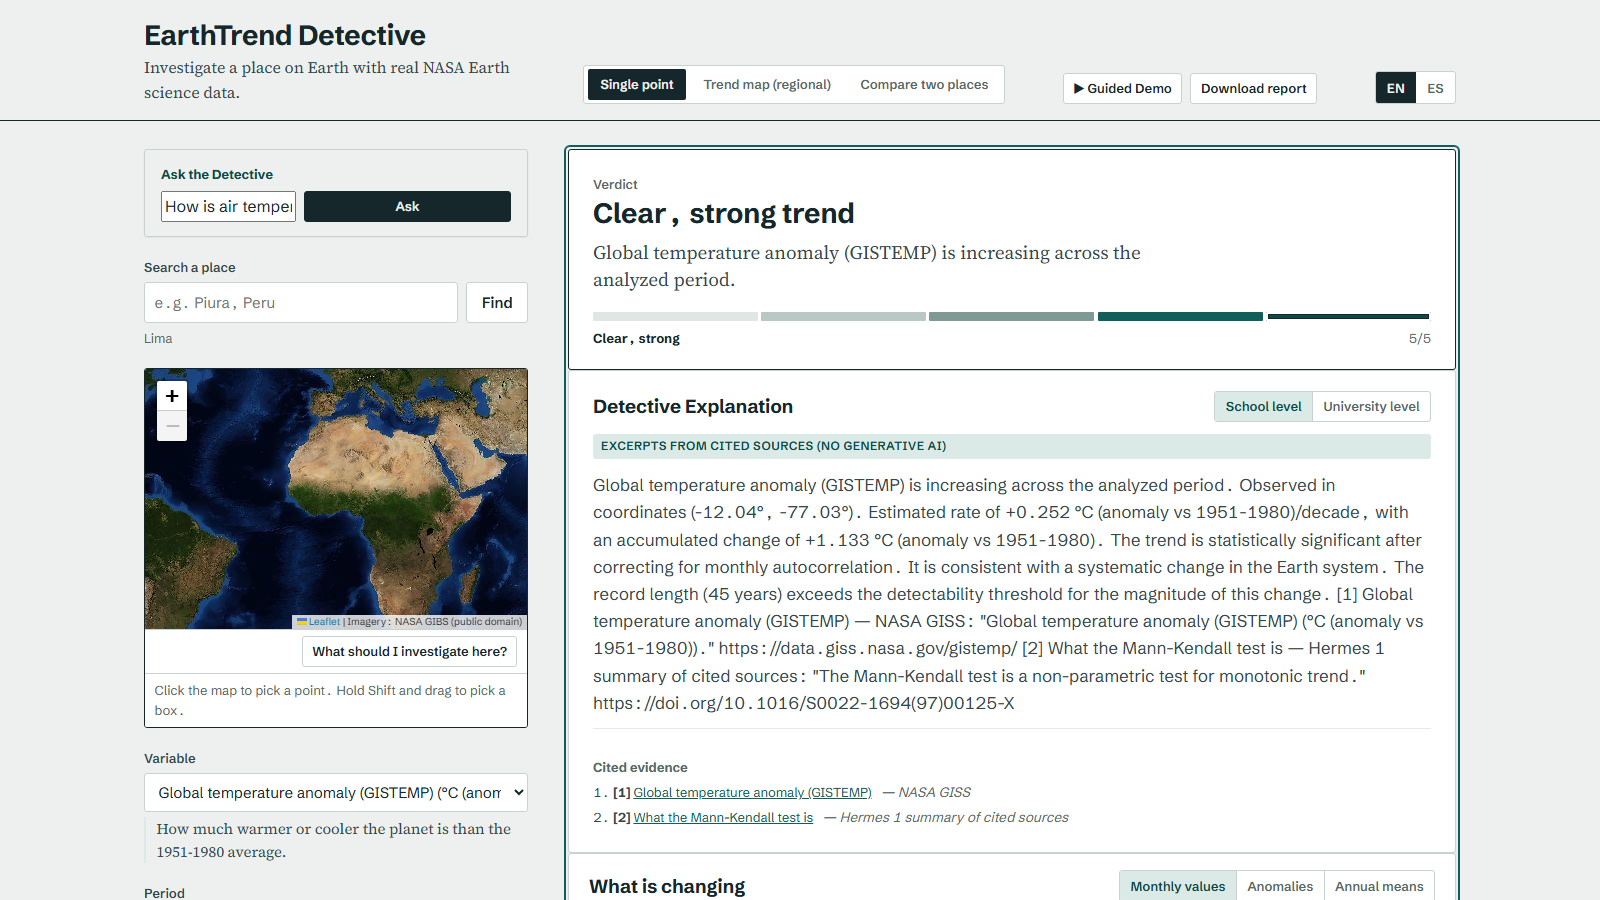 EarthTrend Detective
Investigate a place on Earth with real NASA Earth
science data.
Single point
Trend map (regional)
Compare two places
▶ Guided Demo
Download report
EN
ES
Ask the Detective
How is air temper
Ask
Search a place
e.g. Piura, Peru
Find
Lima
+
−
Leaflet | Imagery: NASA GIBS (public domain)
What should I investigate here?
Click the map to pick a point. Hold Shift and drag to pick a
box.
Variable
Global temperature anomaly (GISTEMP) (°C (anom
How much warmer or cooler the planet is than the
1951-1980 average.
Period
Verdict
Clear, strong trend
Global temperature anomaly (GISTEMP) is increasing across the
analyzed period.
Clear, strong
5/5
Detective Explanation
School level
University level
EXCERPTS FROM CITED SOURCES (NO GENERATIVE AI)
Global temperature anomaly (GISTEMP) is increasing across the analyzed period. Observed in
coordinates (-12.04°, -77.03°). Estimated rate of +0.252 °C (anomaly vs 1951-1980)/decade, with
an accumulated change of +1.133 °C (anomaly vs 1951-1980). The trend is statistically significant after
correcting for monthly autocorrelation. It is consistent with a systematic change in the Earth system. The
record length (45 years) exceeds the detectability threshold for the magnitude of this change. [1] Global
temperature anomaly (GISTEMP) — NASA GISS: "Global temperature anomaly (GISTEMP) (°C (anomaly vs
1951-1980))." https://data.giss.nasa.gov/gistemp/ [2] What the Mann-Kendall test is — Hermes 1
summary of cited sources: "The Mann-Kendall test is a non-parametric test for monotonic trend."
https://doi.org/10.1016/S0022-1694(97)00125-X
Cited evidence
1. [1] Global temperature anomaly (GISTEMP) — NASA GISS
2. [2] What the Mann-Kendall test is — Hermes 1 summary of cited sources
What is changing
Monthly values
Anomalies
Annual means